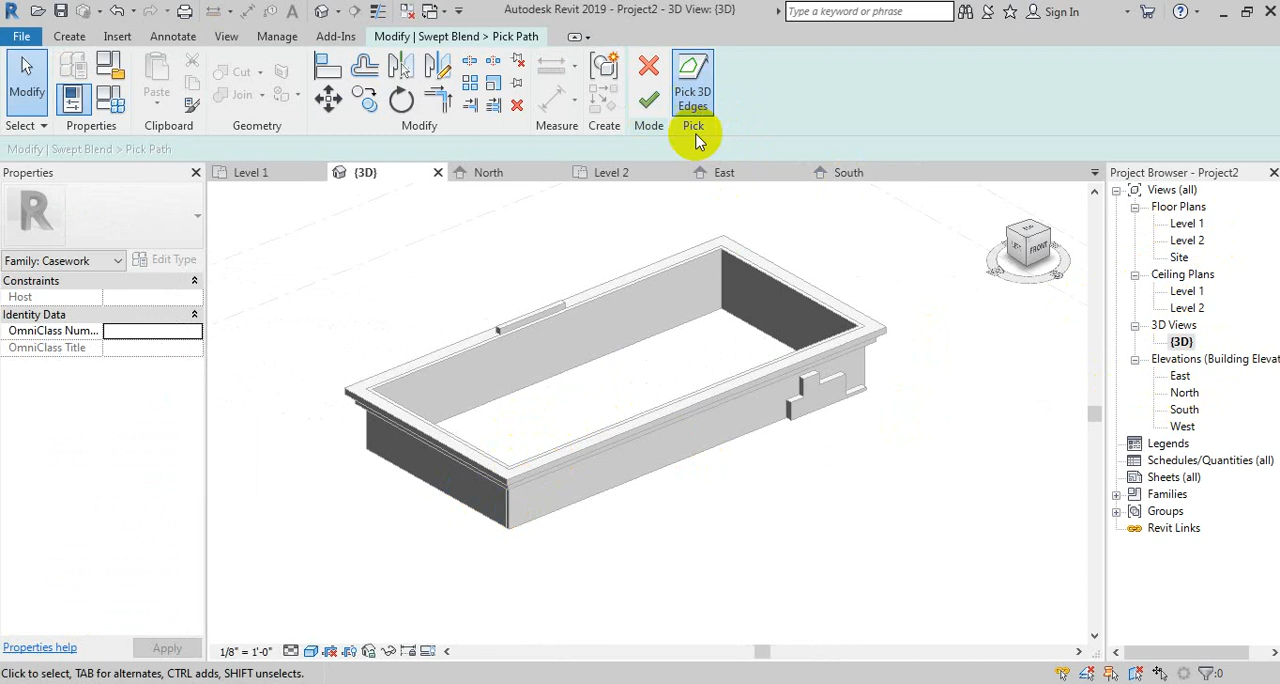 Autodesk Revit 2019 - Project2 - 3D View: {3D}
Type a keyword or phrase
Sign In
File
Create
Insert
Annotate
View
Manage
Add-Ins
Modify | Swept Blend > Pick Path
Modify
Paste
Cut
Join
Pick 3D
Edges
Select
Properties
Clipboard
Geometry
Modify
Measure
Create
Mode
Pick
Modify | Swept Blend > Pick Path
Properties
Level 1
{3D}
North
Level 2
East
South
Project Browser - Project2
Family: Casework
Edit Type
Constraints
Host
Identity Data
OmniClass Num...
OmniClass Title
Properties help
Apply
TOP
LEFT
FRONT
Views (all)
Floor Plans
Level 1
Level 2
Site
Ceiling Plans
Level 1
Level 2
3D Views
{3D}
Elevations (Building Elevat
East
North
South
West
Legends
Schedules/Quantities (all)
Sheets (all)
Families
Groups
Revit Links
1/8" = 1'-0"
Click to select, TAB for alternates, CTRL adds, SHIFT unselects.
:0